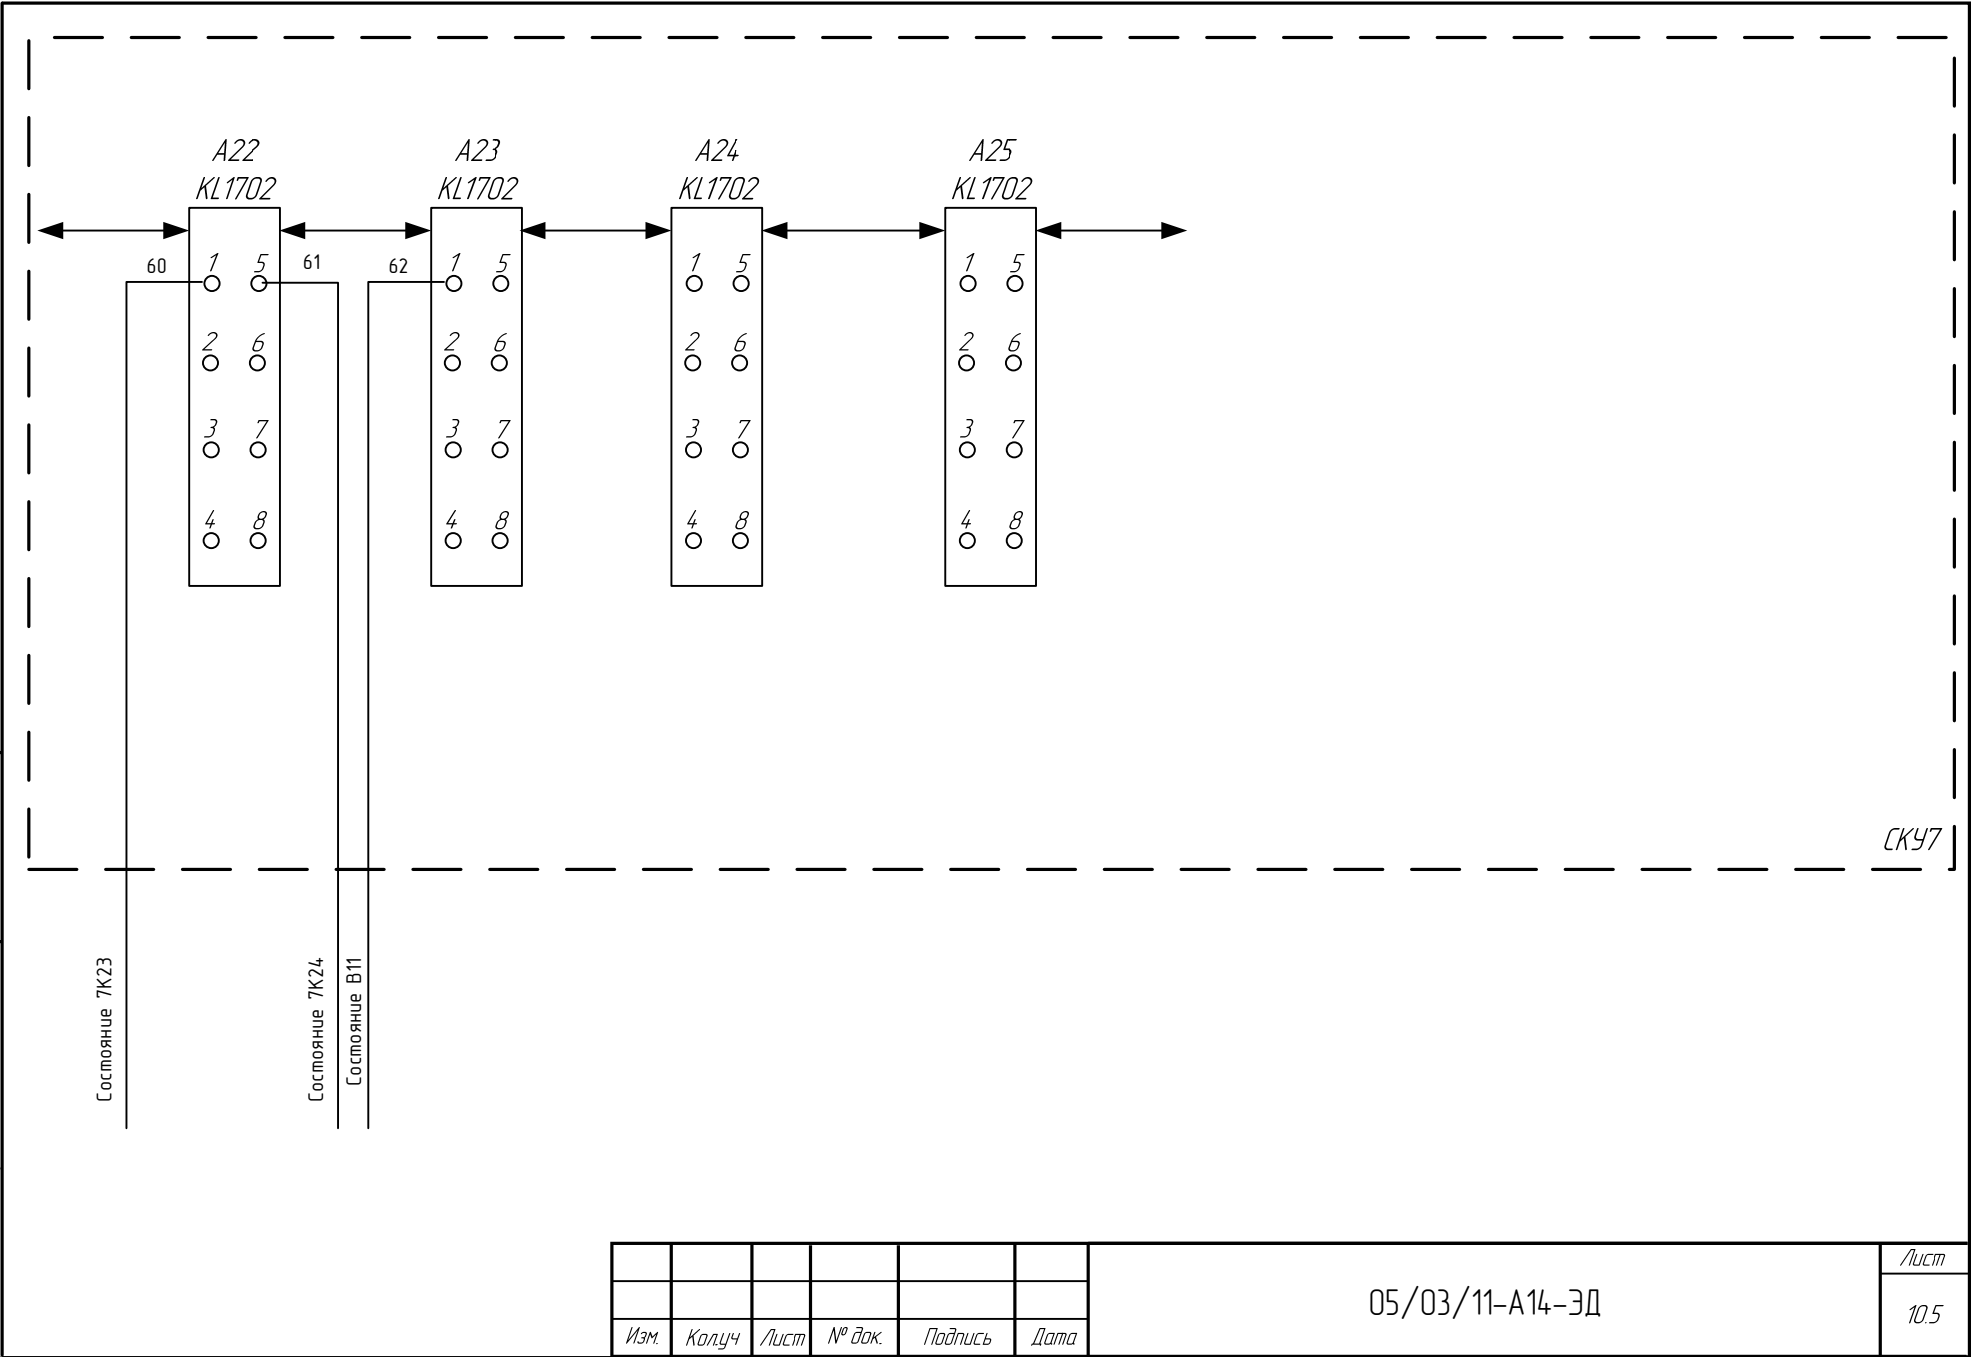 A22 A23 A24 A25
KL1702 KL1702 KL1702 KL1702
60 1 5 61 62 1 5 1 5 1 5
2 6 2 6 2 6 2 6
3 7 3 7 3 7 3 7
4 8 4 8 4 8 4 8
СКУ7
Состояние 7К23
Состояние 7К24
Состояние В11
Изм. Кол.уч Лист № док. Подпись Дата
05/03/11-А14-ЭД
Лист
10.5